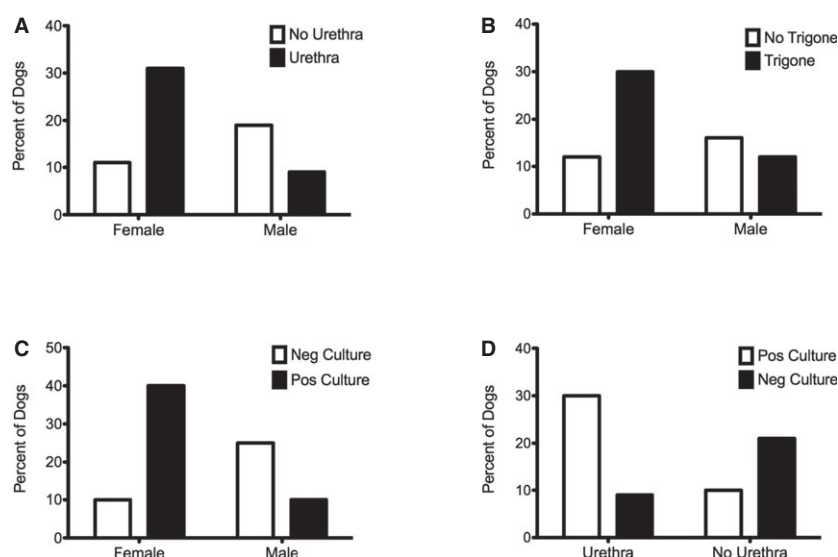 A
Percent of Dogs
40
30
20
10
0
No Urethra
Urethra
Female
Male
B
Percent of Dogs
40
30
20
10
0
No Trigone
Trigone
Female
Male
C
Percent of Dogs
50
40
30
20
10
0
Neg Culture
Pos Culture
Female
Male
D
Percent of Dogs
40
30
20
10
0
Pos Culture
Neg Culture
Urethra
No Urethra